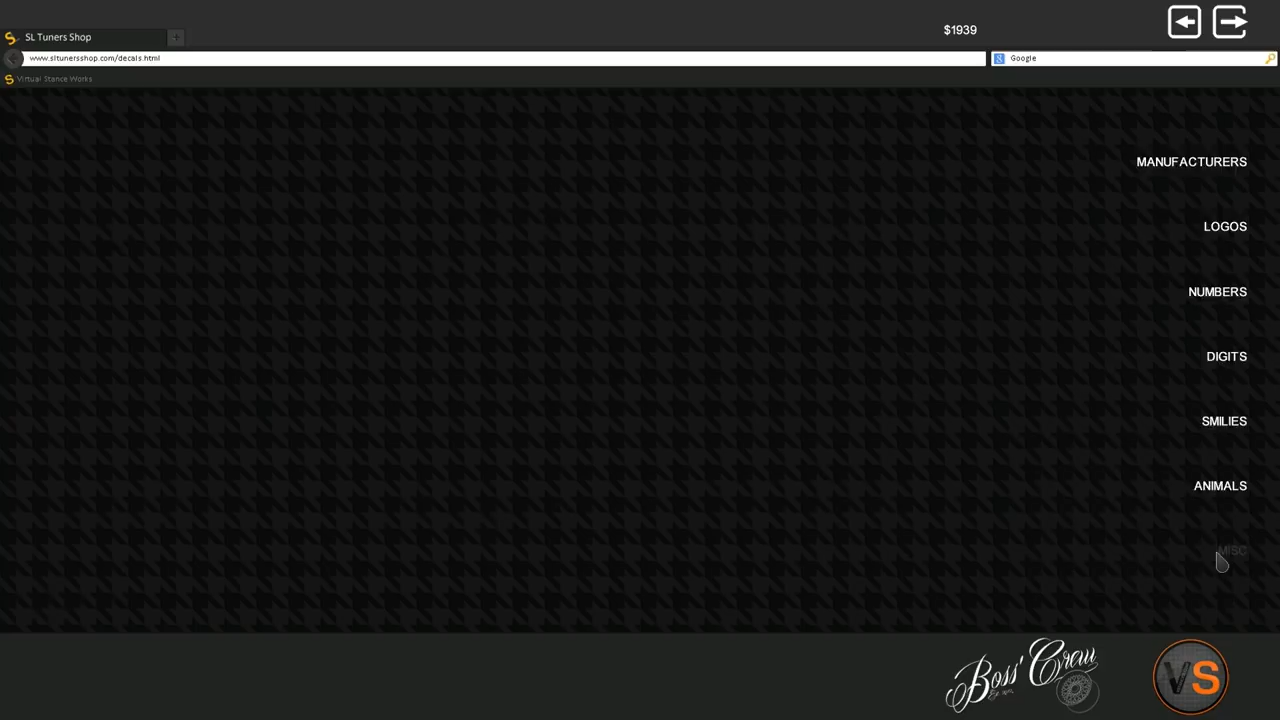 $1939
SL Tuners Shop
www.sltunersshop.com/decals.html
Google
Virtual Stance Works
MANUFACTURERS
LOGOS
NUMBERS
DIGITS
SMILIES
ANIMALS
MISC
Boss' Crew
VS